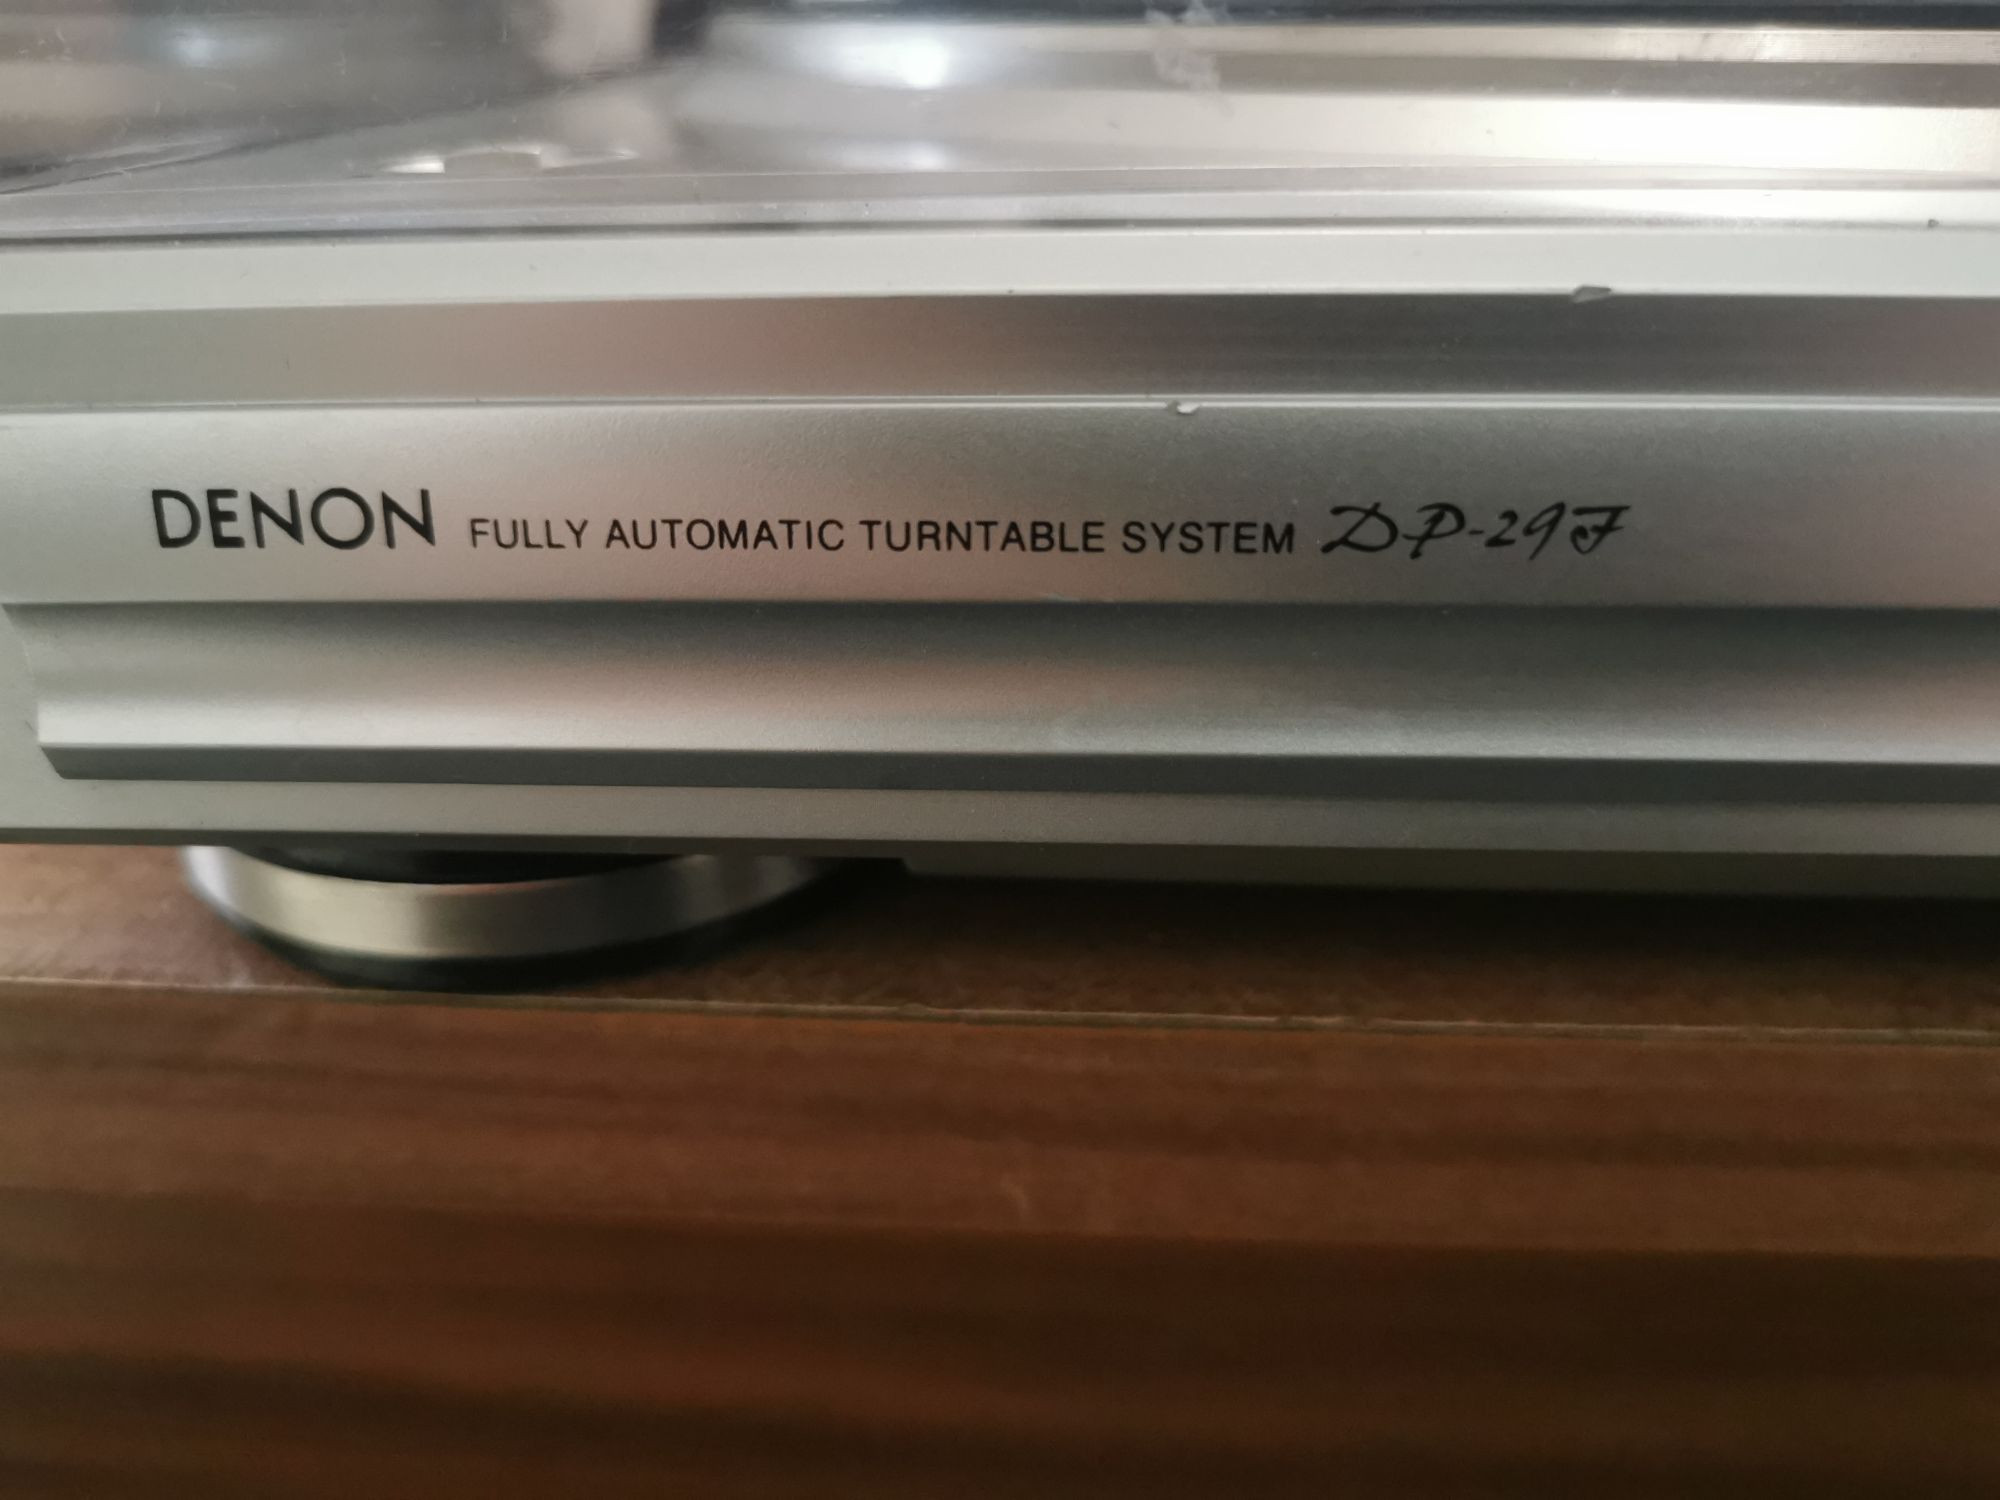 DENON FULLY AUTOMATIC TURNTABLE SYSTEM DP-29F